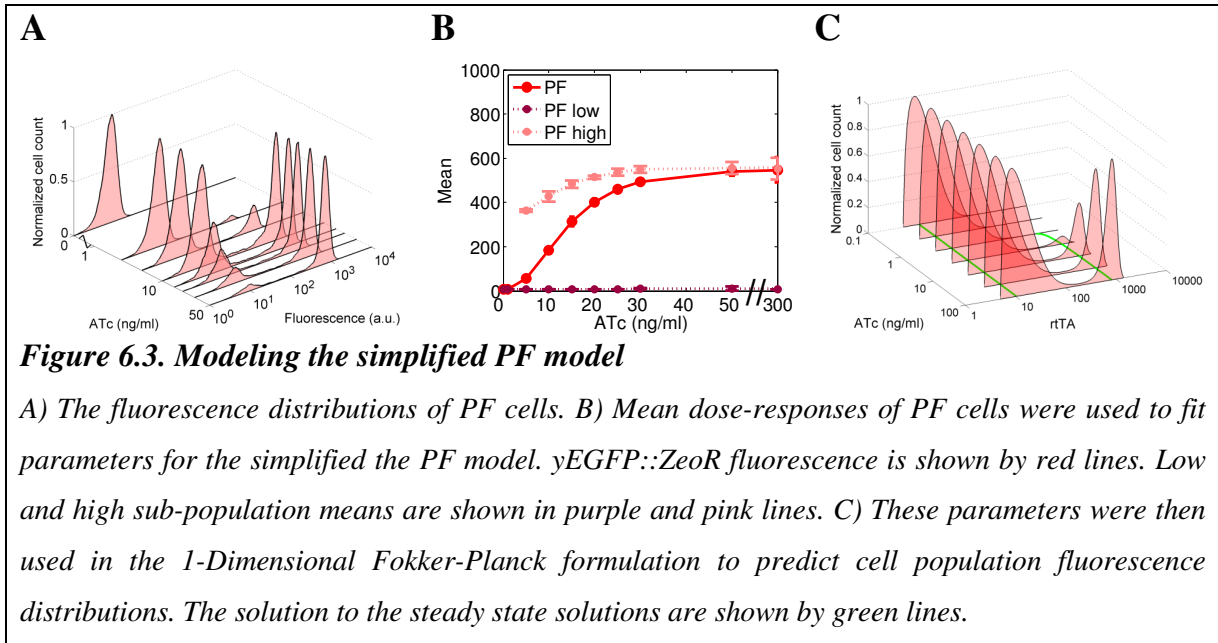 A
B
C
Normalized cell count
1
0.5
0
0
1
10
50
ATc (ng/ml)
10^0
10^1
10^2
10^3
10^4
Fluorescence (a.u.)
Mean
1000
800
600
400
200
0
PF
PF low
PF high
0
10
20
30
40
50
300
ATc (ng/ml)
Normalized cell count
1
0.8
0.6
0.4
0.2
0
0.1
1
10
100
ATc (ng/ml)
1
10
100
1000
10000
rtTA
Figure 6.3. Modeling the simplified PF model
A) The fluorescence distributions of PF cells. B) Mean dose-responses of PF cells were used to fit
parameters for the simplified the PF model. yEGFP::ZeoR fluorescence is shown by red lines. Low
and high sub-population means are shown in purple and pink lines. C) These parameters were then
used in the 1-Dimensional Fokker-Planck formulation to predict cell population fluorescence
distributions. The solution to the steady state solutions are shown by green lines.